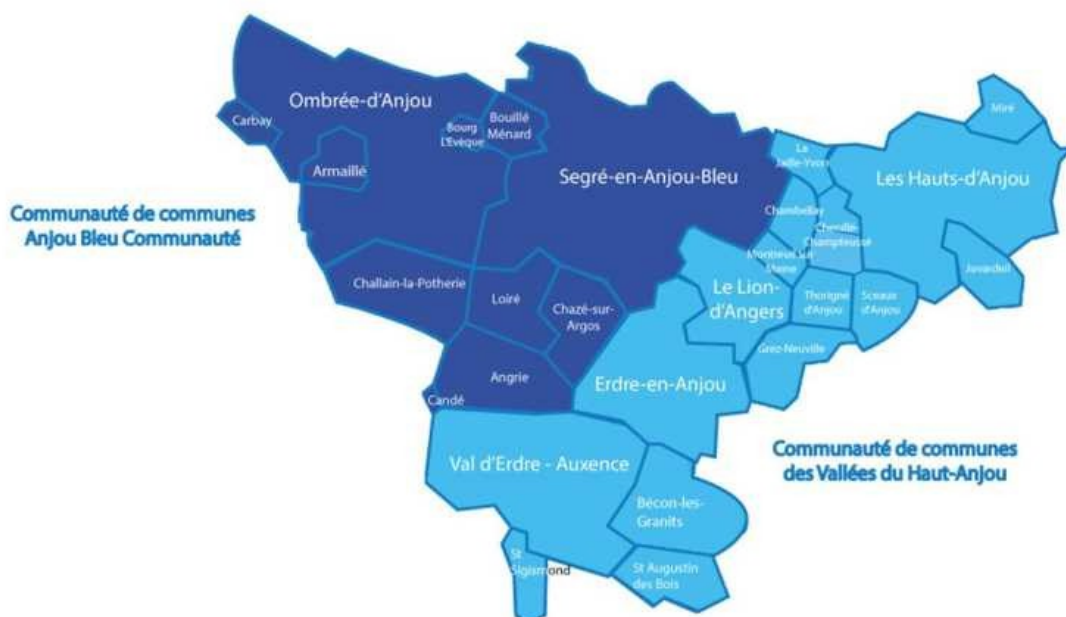 Ombrée-d'Anjou
Carbay
Bourg
L'Evêque
Bouillé
Ménard
Armaillé
Segré-en-Anjou-Bleu
Communauté de communes
Anjou Bleu Communauté
Challain-la-Potherie
Loiré
Chazé-sur-
Argos
Angrie
Candé
Miré
La
Jaille-Yvon
Les Hauts-d'Anjou
Chambellay
Chenillé-
Champteussé
Montreuil sur
Maine
Juvardeil
Le Lion-
d'Angers
Thorigné
d'Anjou
Sceaux
d'Anjou
Grez-Neuville
Erdre-en-Anjou
Communauté de communes
des Vallées du Haut-Anjou
Val d'Erdre - Auxence
Bécon-les-
Granits
St
Sigismond
St Augustin
des Bois